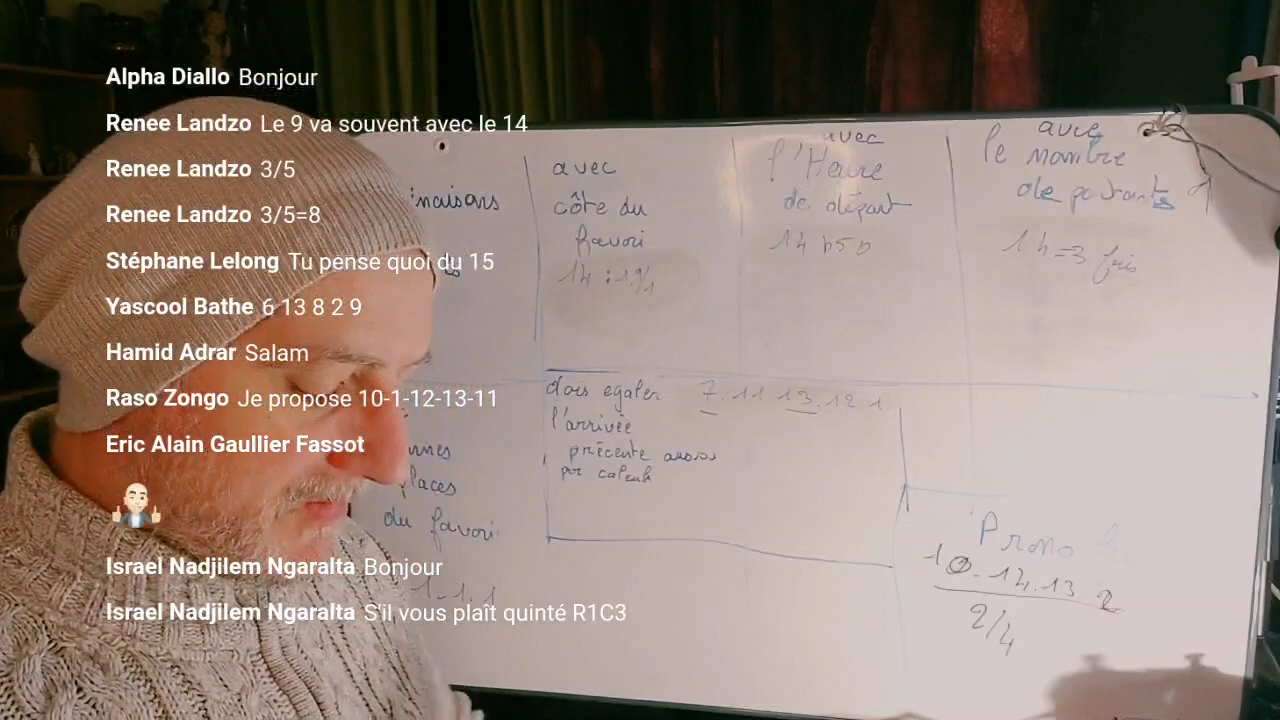 Alpha Diallo Bonjour
Renee Landzo Le 9 va souvent avec le 14
Renee Landzo 3/5
Renee Landzo 3/5=8
Stéphane Lelong Tu pense quoi du 15
Yascool Bathe 6 13 8 2 9
Hamid Adrar Salam
Raso Zongo Je propose 10-1-12-13-11
Eric Alain Gaullier Fassot
Israel Nadjilem Ngaralta Bonjour
Israel Nadjilem Ngaralta S'il vous plaît quinté R1C3
avec
côte du
favori
avec
l'Heure
de départ
14 h50
avec
le nombre
de partants
14=3 fois
dois egaler 7.11 13.12 1
l'arrivée
par calcul
places
du favori
1.1.1
Prono
10.12.13 2
2/4